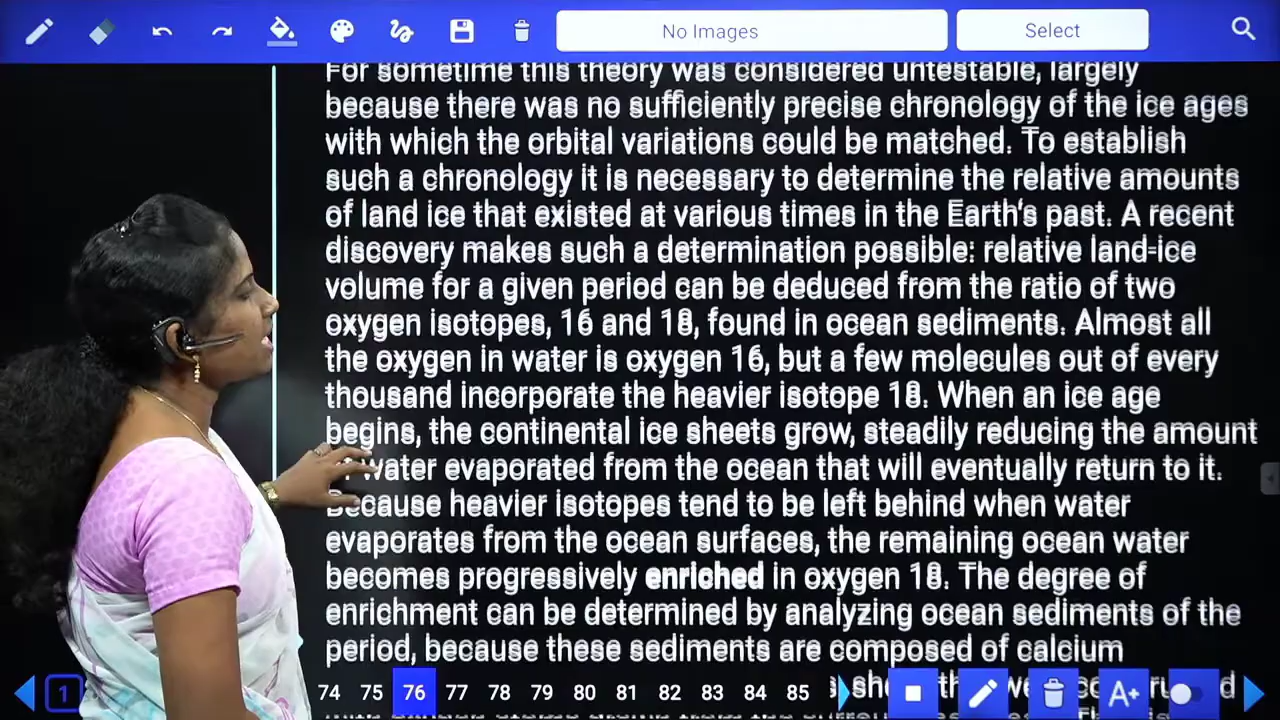 No Images
Select
For sometime this theory was considered untestable, largely
because there was no sufficiently precise chronology of the ice ages
with which the orbital variations could be matched. To establish
such a chronology it is necessary to determine the relative amounts
of land ice that existed at various times in the Earth's past. A recent
discovery makes such a determination possible: relative land-ice
volume for a given period can be deduced from the ratio of two
oxygen isotopes, 16 and 18, found in ocean sediments. Almost all
the oxygen in water is oxygen 16, but a few molecules out of every
thousand incorporate the heavier isotope 18. When an ice age
begins, the continental ice sheets grow, steadily reducing the amount
water evaporated from the ocean that will eventually return to it.
Because heavier isotopes tend to be left behind when water
evaporates from the ocean surfaces, the remaining ocean water
becomes progressively enriched in oxygen 18. The degree of
enrichment can be determined by analyzing ocean sediments of the
period, because these sediments are composed of calcium
1 74 75 76 77 78 79 80 81 82 83 84 85 A+